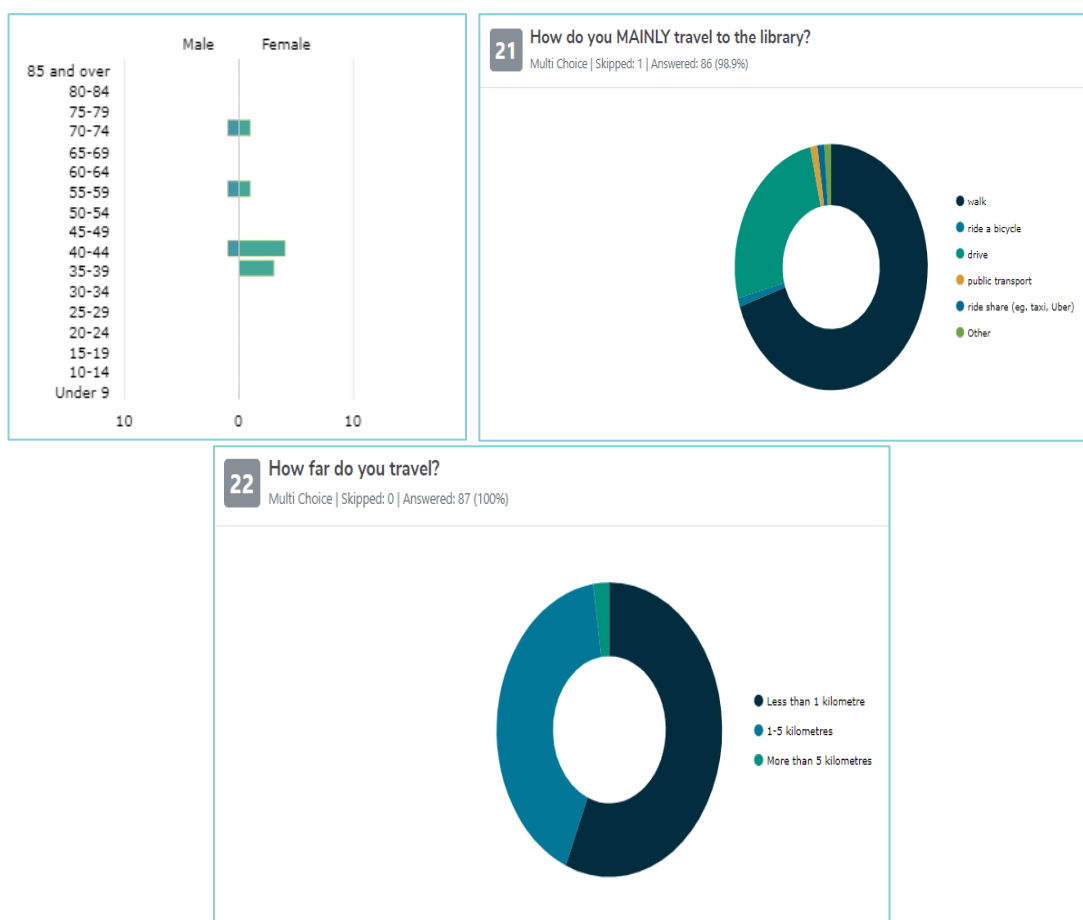 Male Female
85 and over
80-84
75-79
70-74
65-69
60-64
55-59
50-54
45-49
40-44
35-39
30-34
25-29
20-24
15-19
10-14
Under 9
10 0 10
21 How do you MAINLY travel to the library?
Multi Choice | Skipped: 1 | Answered: 86 (98.9%)
walk
ride a bicycle
drive
public transport
ride share (eg. taxi, Uber)
Other
22 How far do you travel?
Multi Choice | Skipped: 0 | Answered: 87 (100%)
Less than 1 kilometre
1-5 kilometres
More than 5 kilometres